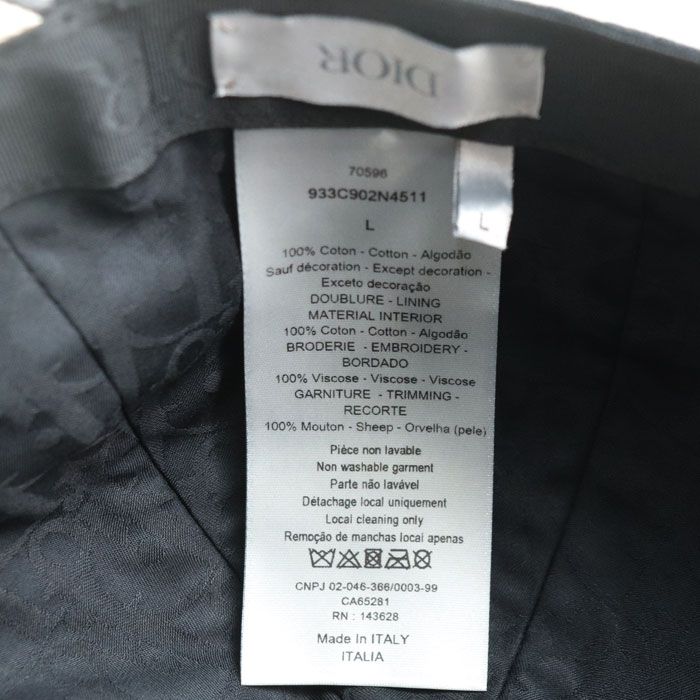 DIOR
70596
933C902N4511
L
L
100% Coton - Cotton - Algodão
Sauf décoration - Except decoration -
Exceto decoração
DOUBLURE - LINING
MATERIAL INTERIOR
100% Coton - Cotton - Algodão
BRODERIE - EMBROIDERY -
BORDADO
100% Viscose - Viscose - Viscose
GARNITURE - TRIMMING -
RECORTE
100% Mouton - Sheep - Orvelha (pele)
Pièce non lavable
Non washable garment
Parte não lavável
Détachage local uniquement
Local cleaning only
Remoção de manchas local apenas
CNPJ 02-046-366/0003-99
CA65281
RN : 143628
Made In ITALY
ITALIA